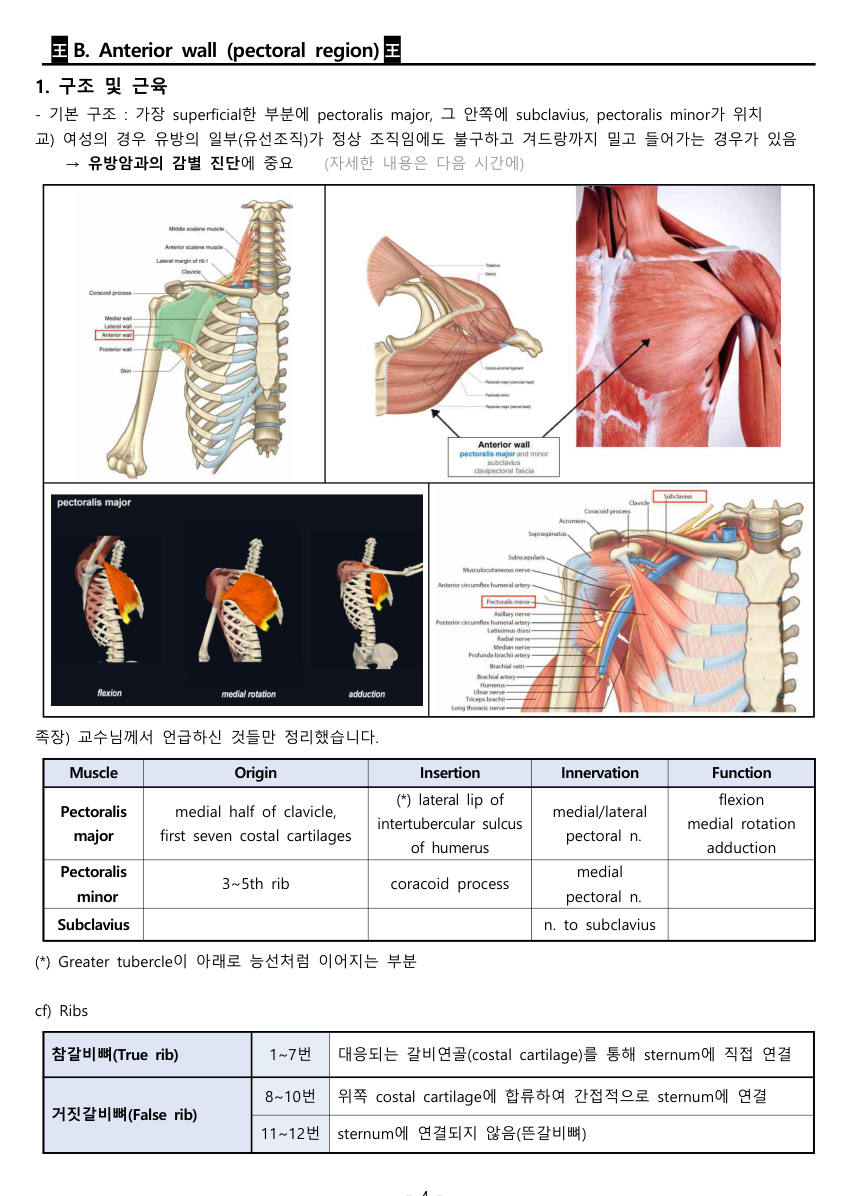 王 B. Anterior wall (pectoral region) 王
1. 구조 및 근육
- 기본 구조 : 가장 superficial한 부분에 pectoralis major, 그 안쪽에 subclavius, pectoralis minor가 위치
교) 여성의 경우 유방의 일부(유선조직)가 정상 조직임에도 불구하고 겨드랑까지 밀고 들어가는 경우가 있음
→ 유방암과의 감별 진단에 중요 (자세한 내용은 다음 시간에)
Middle scalene muscle
Anterior scalene muscle
Lateral margin of rib I
Clavicle
Coracoid process
Medial wall
Lateral wall
Anterior wall
Posterior wall
Skin
Trapezius
Deltoid
Coraco-acromial ligament
Pectoralis major (clavicular head)
Pectoralis minor
Pectoralis major (sternal head)
Anterior wall
pectoralis major and minor
subclavius
clavipectoral fascia
pectoralis major
flexion
medial rotation
adduction
Subclavius
Clavicle
Coracoid process
Acromion
Supraspinatus
Subscapularis
Musculocutaneous nerve
Anterior circumflex humeral artery
Pectoralis minor
Axillary nerve
Posterior circumflex humeral artery
Latissimus dorsi
Radial nerve
Median nerve
Profunda brachii artery
Brachial vein
Brachial artery
Humerus
Ulnar nerve
Triceps brachii
Long thoracic nerve
족장) 교수님께서 언급하신 것들만 정리했습니다.
Muscle Origin Insertion Innervation Function
Pectoralis major medial half of clavicle, first seven costal cartilages (*) lateral lip of intertubercular sulcus of humerus medial/lateral pectoral n. flexion medial rotation adduction
Pectoralis minor 3~5th rib coracoid process medial pectoral n.
Subclavius n. to subclavius
(*) Greater tubercle이 아래로 능선처럼 이어지는 부분
cf) Ribs
참갈비뼈(True rib) 1~7번 대응되는 갈비연골(costal cartilage)를 통해 sternum에 직접 연결
거짓갈비뼈(False rib) 8~10번 위쪽 costal cartilage에 합류하여 간접적으로 sternum에 연결
11~12번 sternum에 연결되지 않음(뜬갈비뼈)
- 4 -